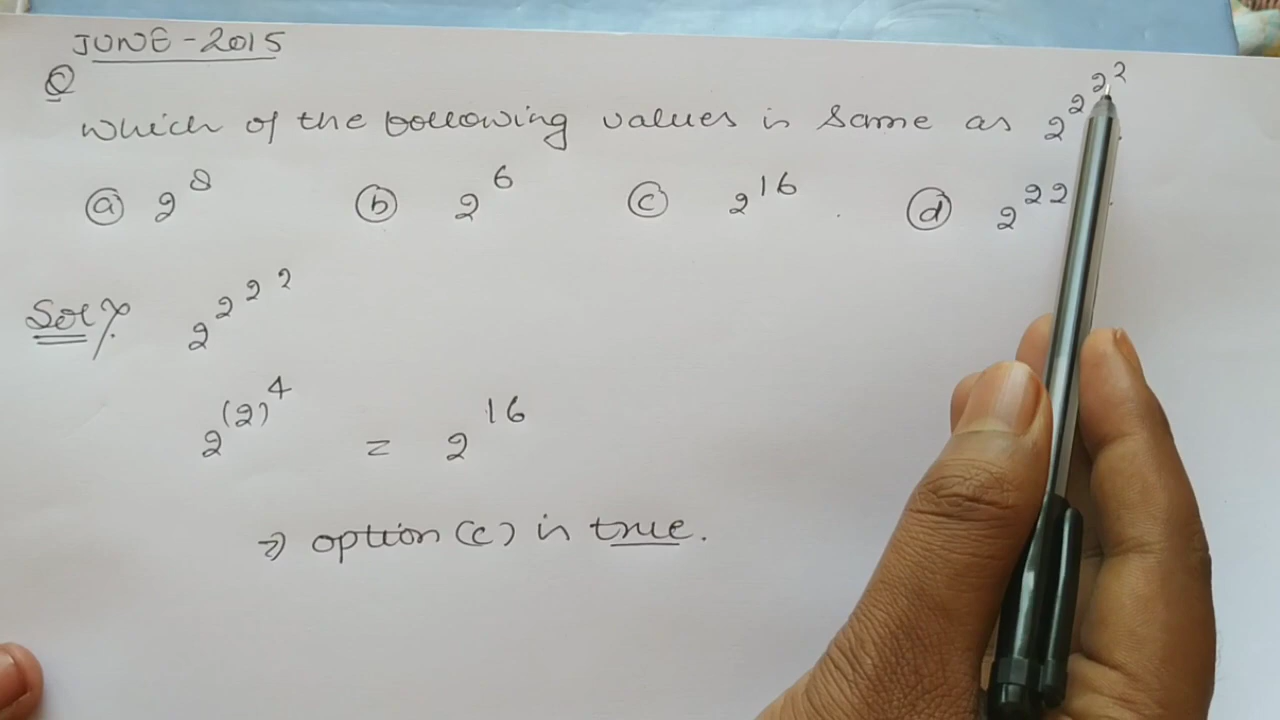 JUNE-2015
Q
Which of the following values is same as 2^2^2^2.
(a) 2^8 (b) 2^6 (c) 2^16 . (d) 2^22.
Sol% 2^2^2^2
2^(2)^4 = 2^16
⇒ option (c) is true.